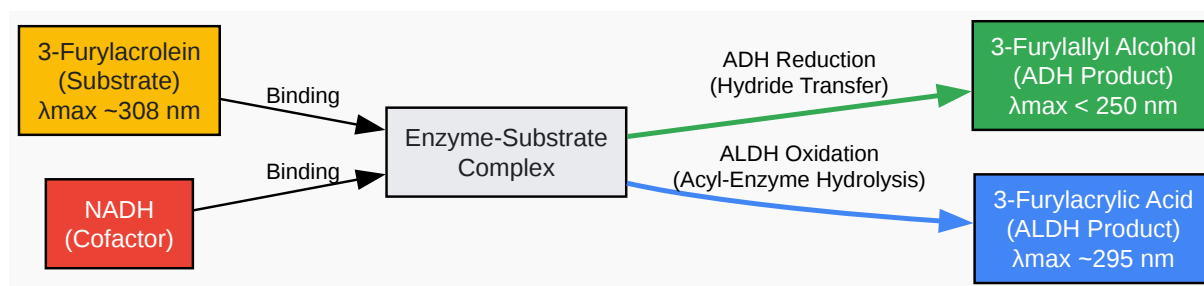 3-Furylacrolein
(Substrate)
λmax ~308 nm
Binding
NADH
(Cofactor)
Binding
Enzyme-Substrate
Complex
ADH Reduction
(Hydride Transfer)
ALDH Oxidation
(Acyl-Enzyme Hydrolysis)
3-Furylallyl Alcohol
(ADH Product)
λmax < 250 nm
3-Furylacrylic Acid
(ALDH Product)
λmax ~295 nm